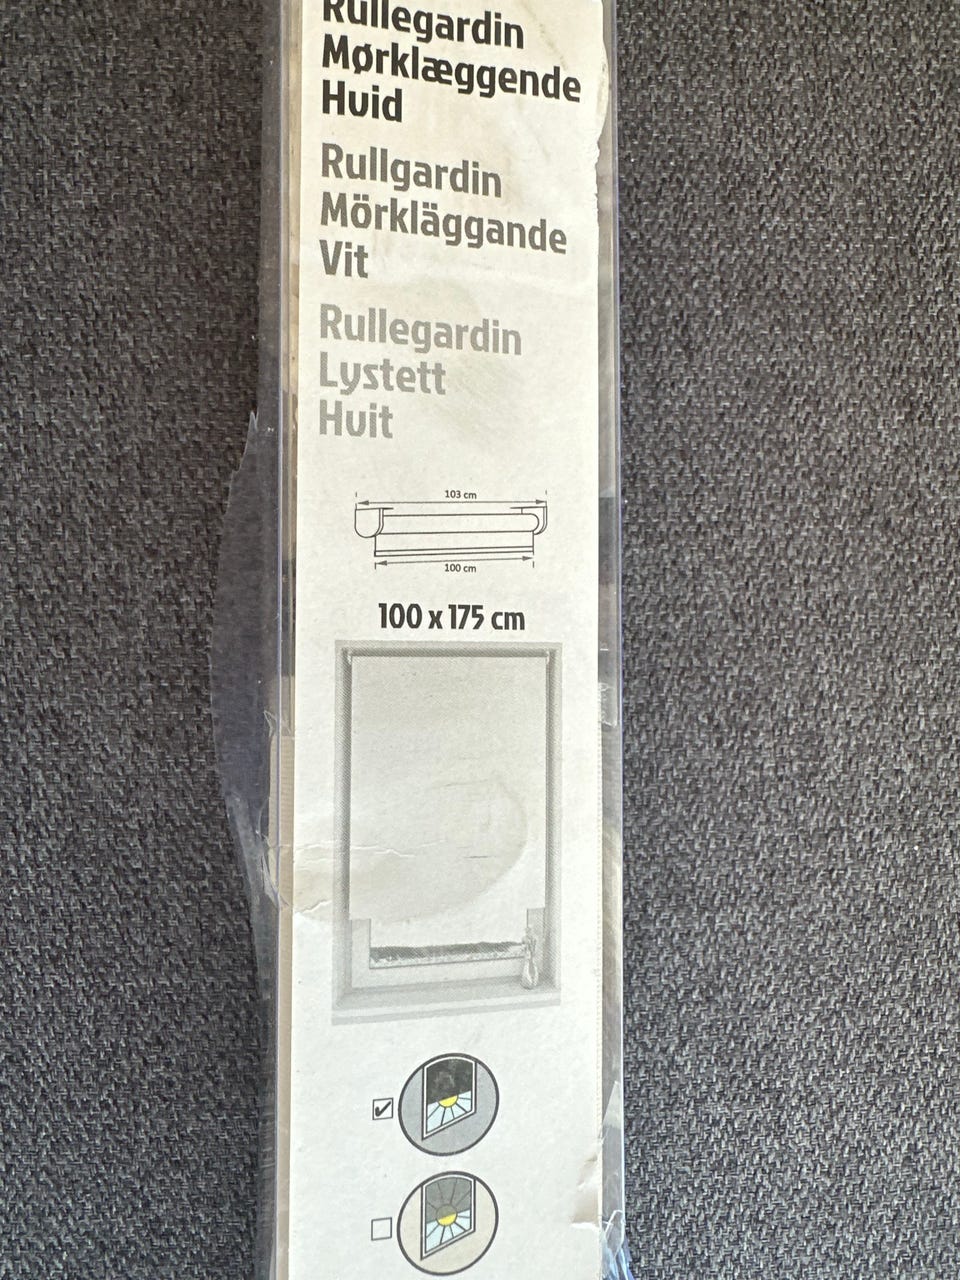 Rullegardin
Mørklæggende
Hvid
Rullgardin
Mörkläggande
Vit
Rullegardin
Lystett
Hvit
103 cm
100 cm
100 x 175 cm